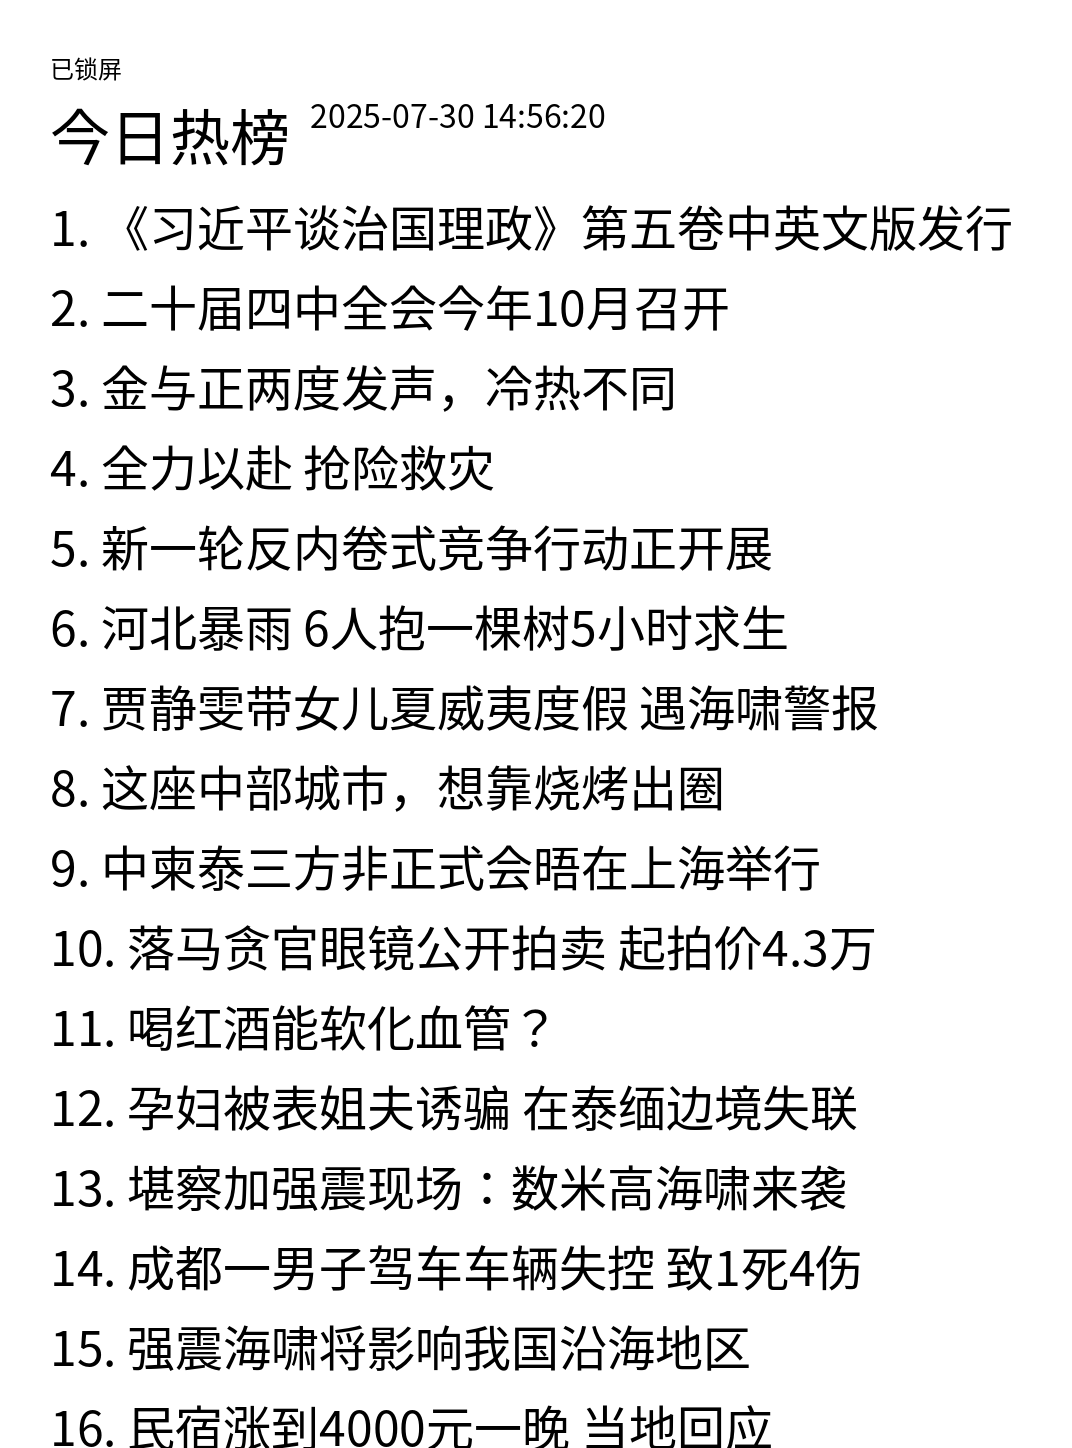 已锁屏
今日热榜 2025-07-30 14:56:20
1. 《习近平谈治国理政》第五卷中英文版发行
2. 二十届四中全会今年10月召开
3. 金与正两度发声，冷热不同
4. 全力以赴 抢险救灾
5. 新一轮反内卷式竞争行动正开展
6. 河北暴雨 6人抱一棵树5小时求生
7. 贾静雯带女儿夏威夷度假 遇海啸警报
8. 这座中部城市，想靠烧烤出圈
9. 中柬泰三方非正式会晤在上海举行
10. 落马贪官眼镜公开拍卖 起拍价4.3万
11. 喝红酒能软化血管？
12. 孕妇被表姐夫诱骗 在泰缅边境失联
13. 堪察加强震现场：数米高海啸来袭
14. 成都一男子驾车车辆失控 致1死4伤
15. 强震海啸将影响我国沿海地区
16. 民宿涨到4000元一晚 当地回应